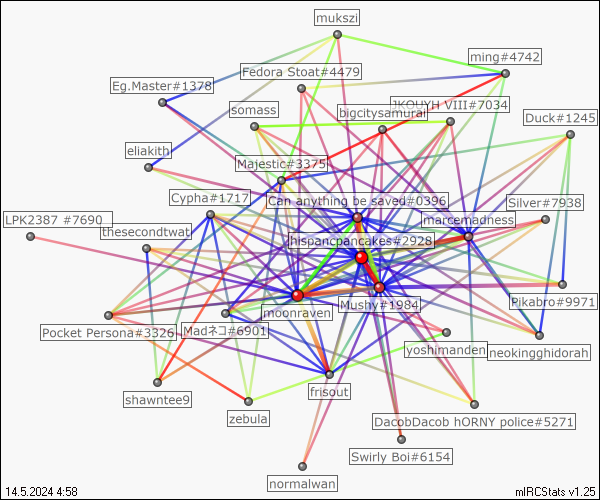 mukszi
ming#4742
Fedora Stoat#4479
Eg.Master#1378
JKOUYH VIII#7034
somass
bigcitysamurai
Duck#1245
eliakith
Majestic#3375
Cypha#1717
Can anything be saved#0396
Silver#7938
LPK2387 #7690
marcemadness
thesecondtwat
hispancpancakes#2928
Pikabro#9971
moonraven
Mushy#1984
Pocket Persona#3326
Madネコ#6901
yoshimanden
neokingghidorah
frisout
shawntee9
zebula
DacobDacob hORNY police#5271
Swirly Boi#6154
normalwan
14.5.2024 4:58
mIRCStats v1.25